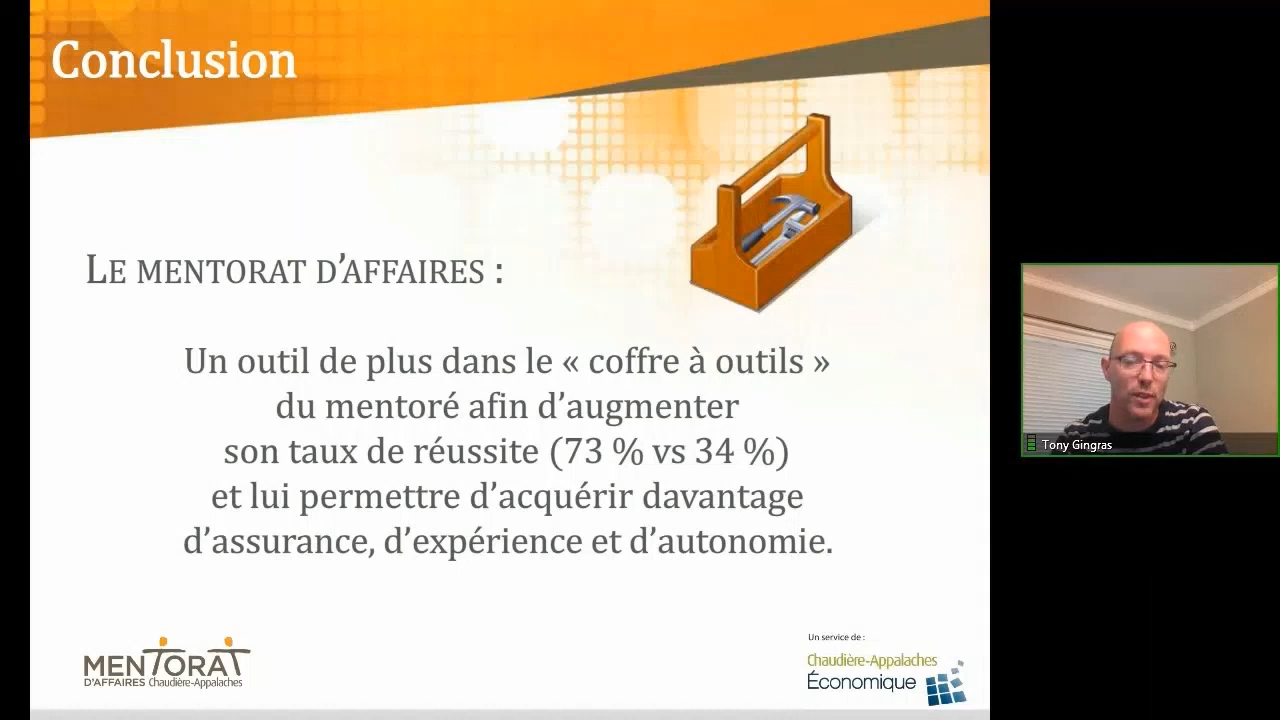 Conclusion
LE MENTORAT D’AFFAIRES :
Un outil de plus dans le « coffre à outils »
du mentoré afin d’augmenter
son taux de réussite (73 % vs 34 %)
et lui permettre d’acquérir davantage
d’assurance, d’expérience et d’autonomie.
MENTORAT
D'AFFAIRES Chaudière-Appalaches
Un service de :
Chaudière-Appalaches
Économique
Tony Gingras